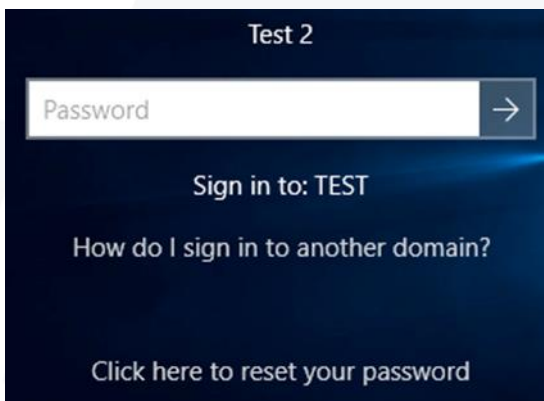 Test 2
Password
Sign in to: TEST
How do I sign in to another domain?
Click here to reset your password